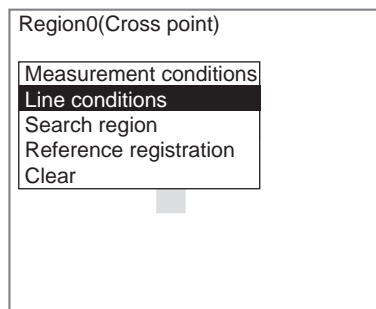 Region0(Cross point)
Measurement conditions
Line conditions
Search region
Reference registration
Clear